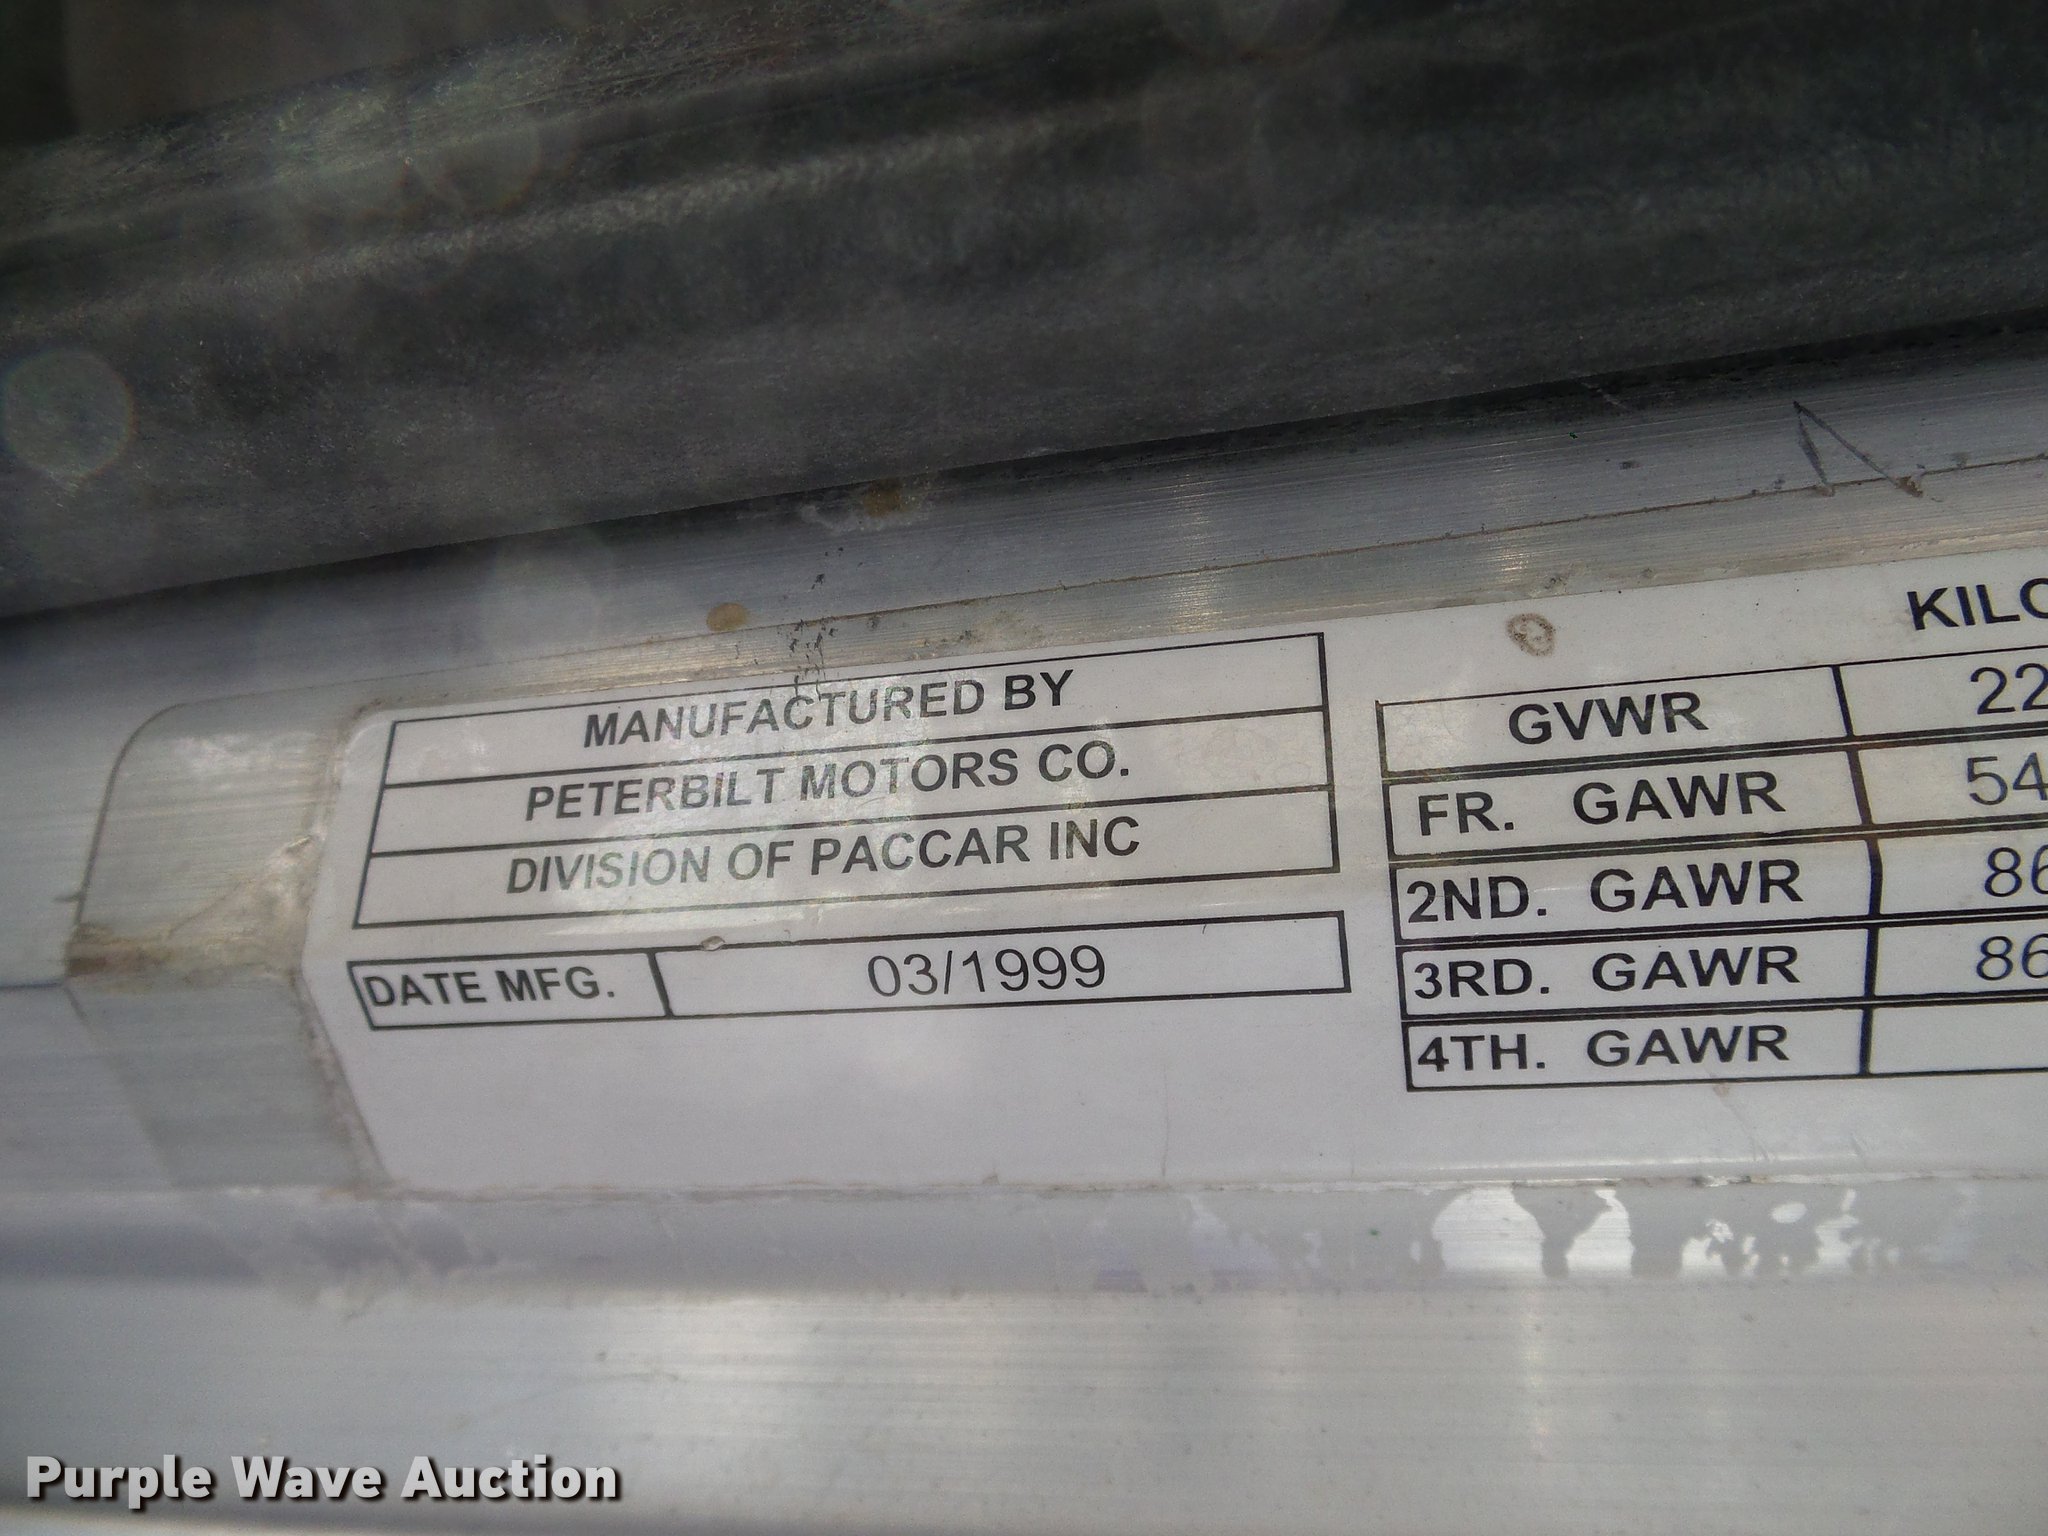 MANUFACTURED BY
PETERBILT MOTORS CO.
DIVISION OF PACCAR INC
DATE MFG. 03/1999
KILO
GVWR 22
FR. GAWR 54
2ND. GAWR 86
3RD. GAWR 86
4TH. GAWR
Purple Wave Auction